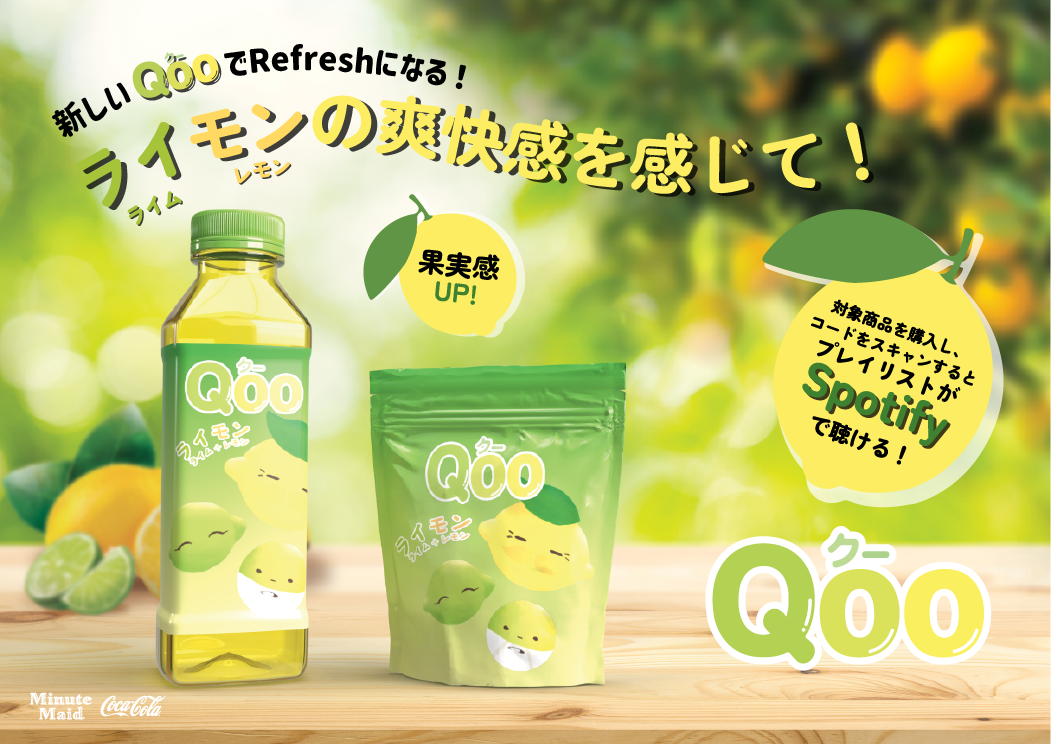 新しい Qoo クー でRefreshになる！
ライモンの爽快感を感じて！
ライム
レモン
果実感
UP!
対象商品を購入し、
コードをスキャンすると
プレイリストが
Spotify
で聴ける！
クー
Qoo
ライモン
ライム + レモン
クー
Qoo
ライモン
ライム + レモン
クー
Qoo
Minute
Maid
Coca-Cola